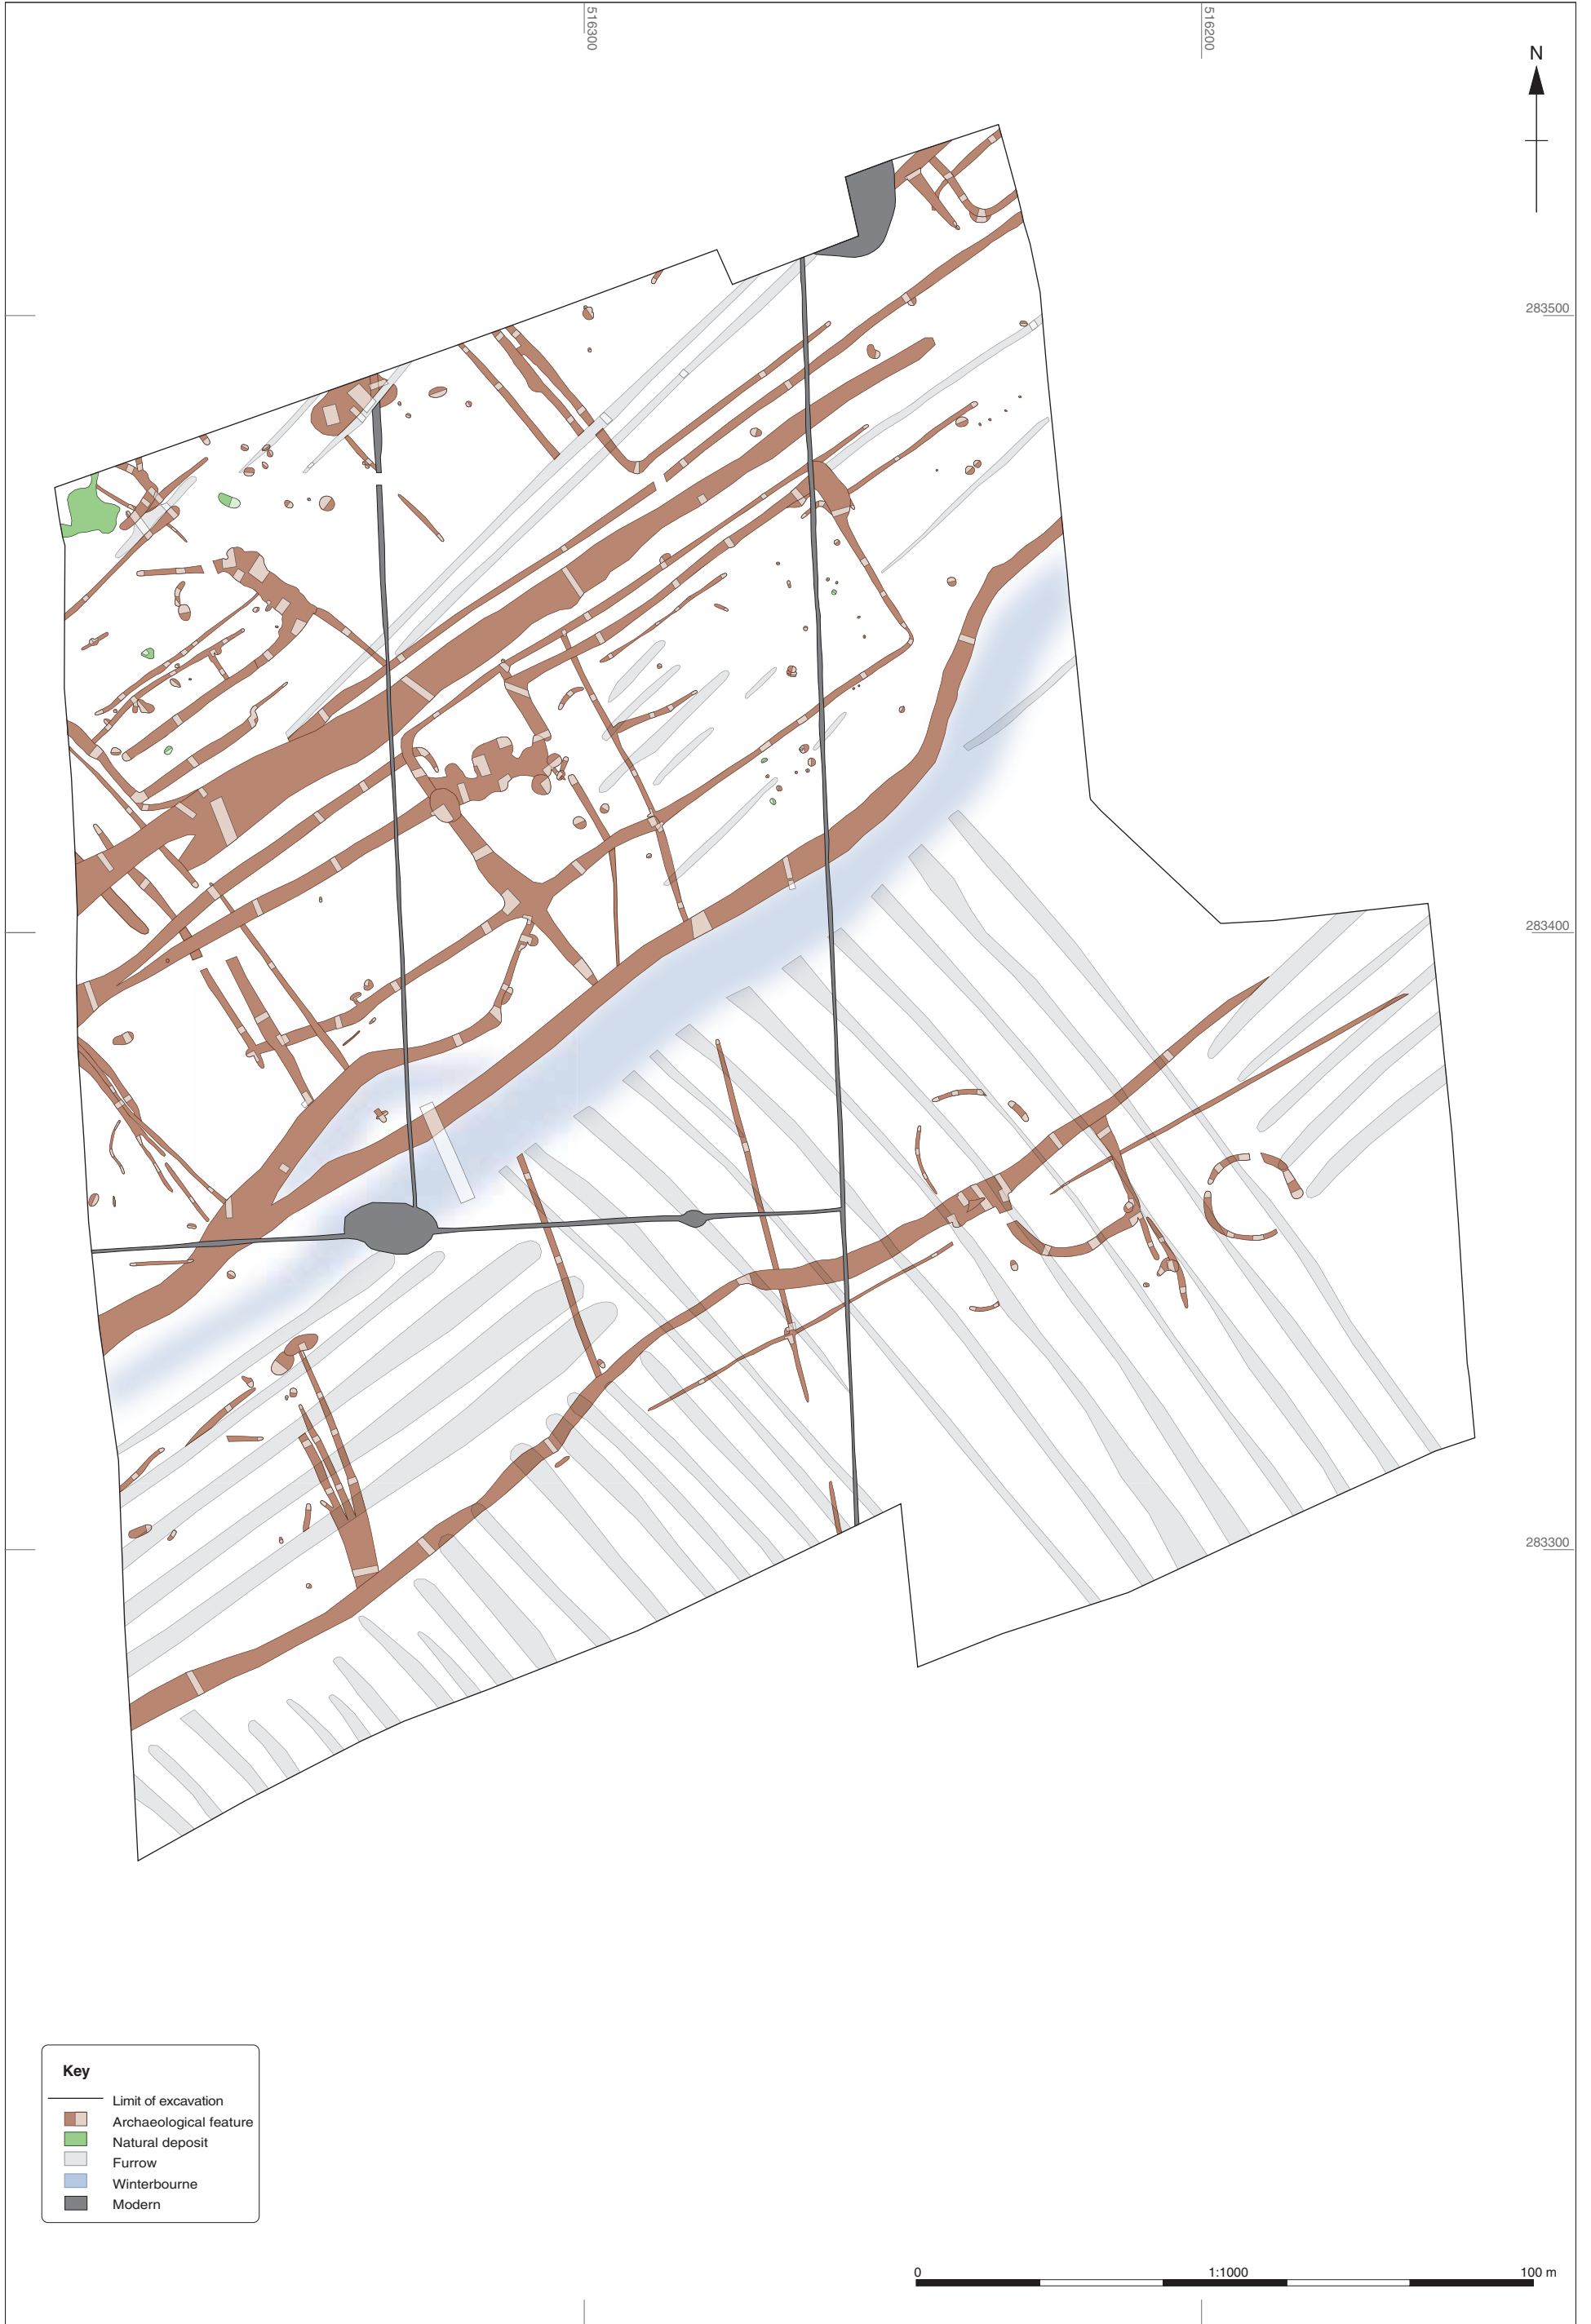 516300
516200
N
283500
283400
283300
Key
Limit of excavation
Archaeological feature
Natural deposit
Furrow
Winterbourne
Modern
0 1:1000 100 m